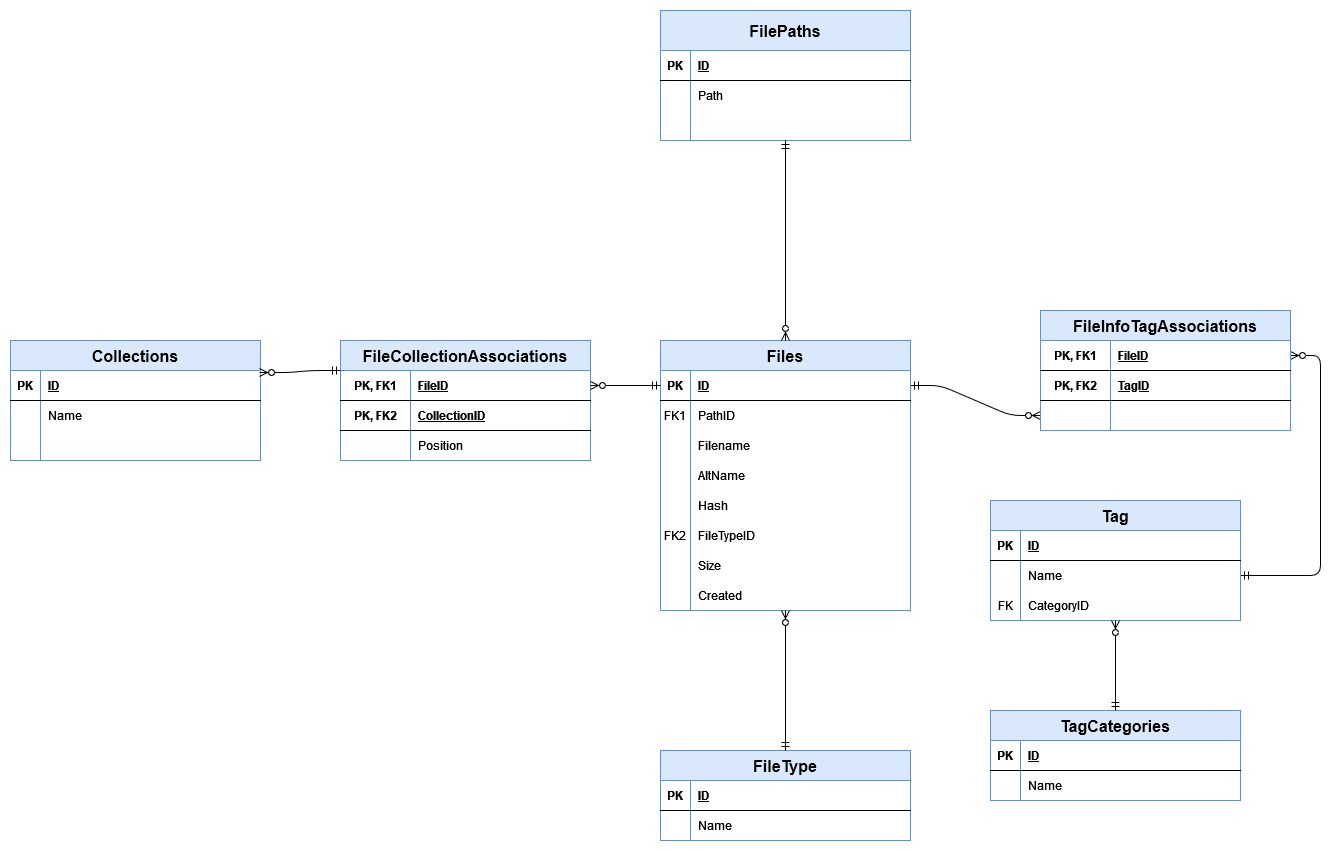 FilePaths
PK ID
Path
Collections
PK ID
Name
FileCollectionAssociations
PK, FK1 FileID
PK, FK2 CollectionID
Position
Files
PK ID
FK1 PathID
Filename
AltName
Hash
FK2 FileTypeID
Size
Created
FileInfoTagAssociations
PK, FK1 FileID
PK, FK2 TagID
Tag
PK ID
Name
FK CategoryID
TagCategories
PK ID
Name
FileType
PK ID
Name